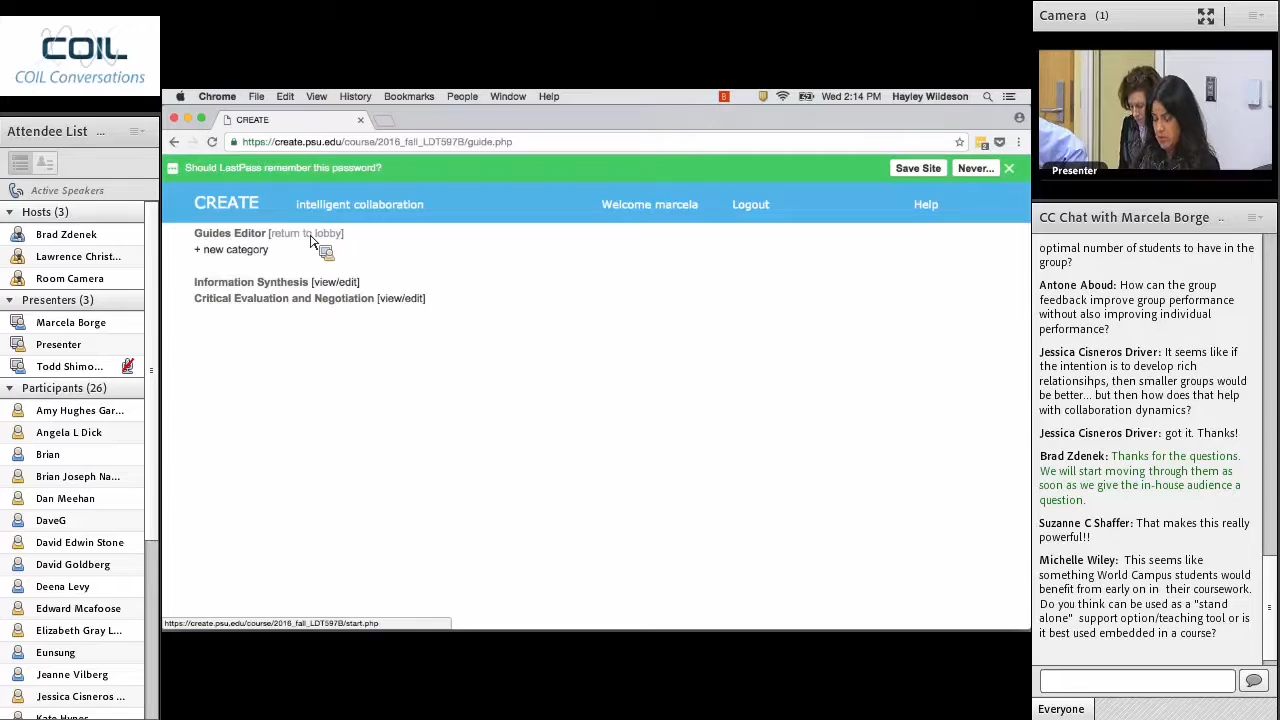 COIL
COIL Conversations
Attendee List ...
Active Speakers
Hosts (3)
Brad Zdenek
Lawrence Christ...
Room Camera
Presenters (3)
Marcela Borge
Presenter
Todd Shimo...
Participants (26)
Amy Hughes Gar...
Angela L Dick
Brian
Brian Joseph Na...
Dan Meehan
DaveG
David Edwin Stone
David Goldberg
Deena Levy
Edward Mcafoose
Elizabeth Gray L...
Eunsung
Jeanne Vilberg
Jessica Cisneros ...
Kate Hynes
Chrome File Edit View History Bookmarks People Window Help
Wed 2:14 PM Hayley Wildeson
CREATE
https://create.psu.edu/course/2016_fall_LDT597B/guide.php
Should LastPass remember this password?
Save Site
Never...
CREATE intelligent collaboration Welcome marcela Logout Help
Guides Editor [return to lobby]
+ new category
Information Synthesis [view/edit]
Critical Evaluation and Negotiation [view/edit]
https://create.psu.edu/course/2016_fall_LDT597B/start.php
Camera (1)
Presenter
CC Chat with Marcela Borge ..
optimal number of students to have in the
group?
Antone Aboud: How can the group
feedback improve group performance
without also improving individual
performance?
Jessica Cisneros Driver: It seems like if
the intention is to develop rich
relationsihps, then smaller groups would
be better... but then how does that help
with collaboration dynamics?
Jessica Cisneros Driver: got it. Thanks!
Brad Zdenek: Thanks for the questions.
We will start moving through them as
soon as we give the in-house audience a
question.
Suzanne C Shaffer: That makes this really
powerful!!
Michelle Wiley: This seems like
something World Campus students would
benefit from early on in their coursework.
Do you think can be used as a "stand
alone" support option/teaching tool or is
it best used embedded in a course?
Everyone